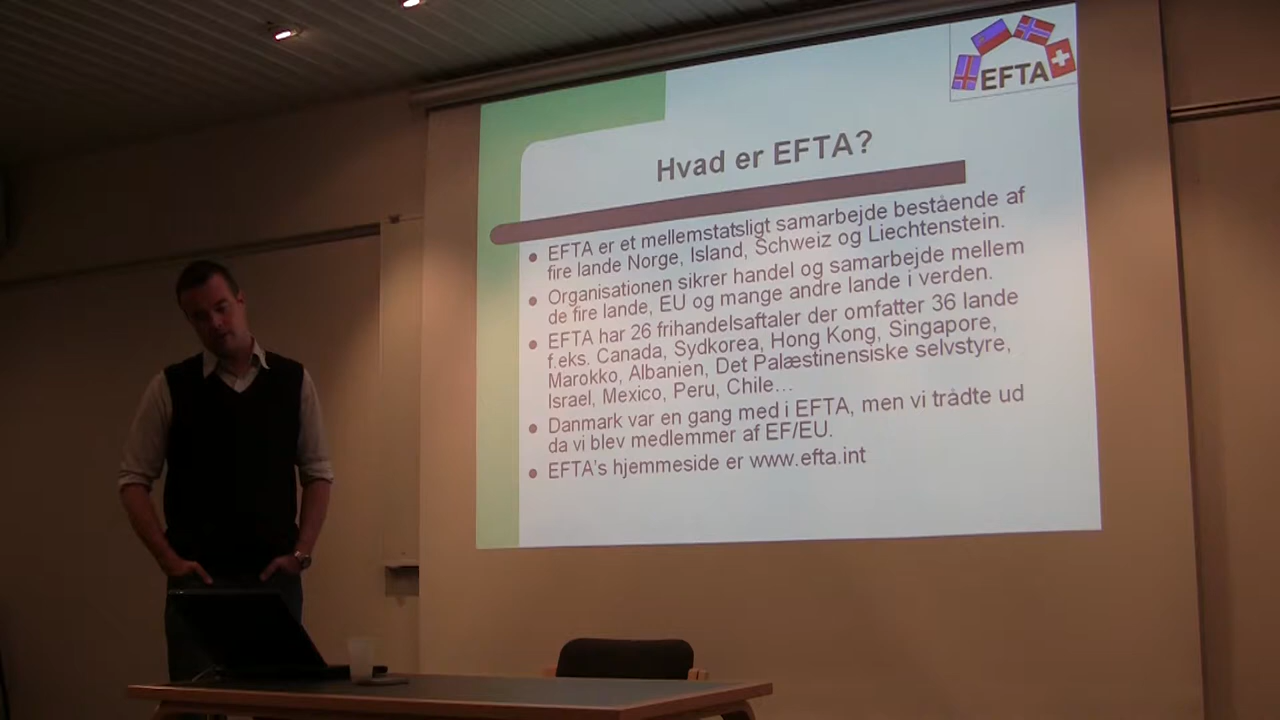 EFTA
Hvad er EFTA?
EFTA er et mellemstatsligt samarbejde bestående af
fire lande Norge, Island, Schweiz og Liechtenstein.
Organisationen sikrer handel og samarbejde mellem
de fire lande, EU og mange andre lande i verden.
EFTA har 26 frihandelsaftaler der omfatter 36 lande
f.eks. Canada, Sydkorea, Hong Kong, Singapore,
Marokko, Albanien, Det Palæstinensiske selvstyre,
Israel, Mexico, Peru, Chile...
Danmark var en gang med i EFTA, men vi trådte ud
da vi blev medlemmer af EF/EU.
EFTA's hjemmeside er www.efta.int